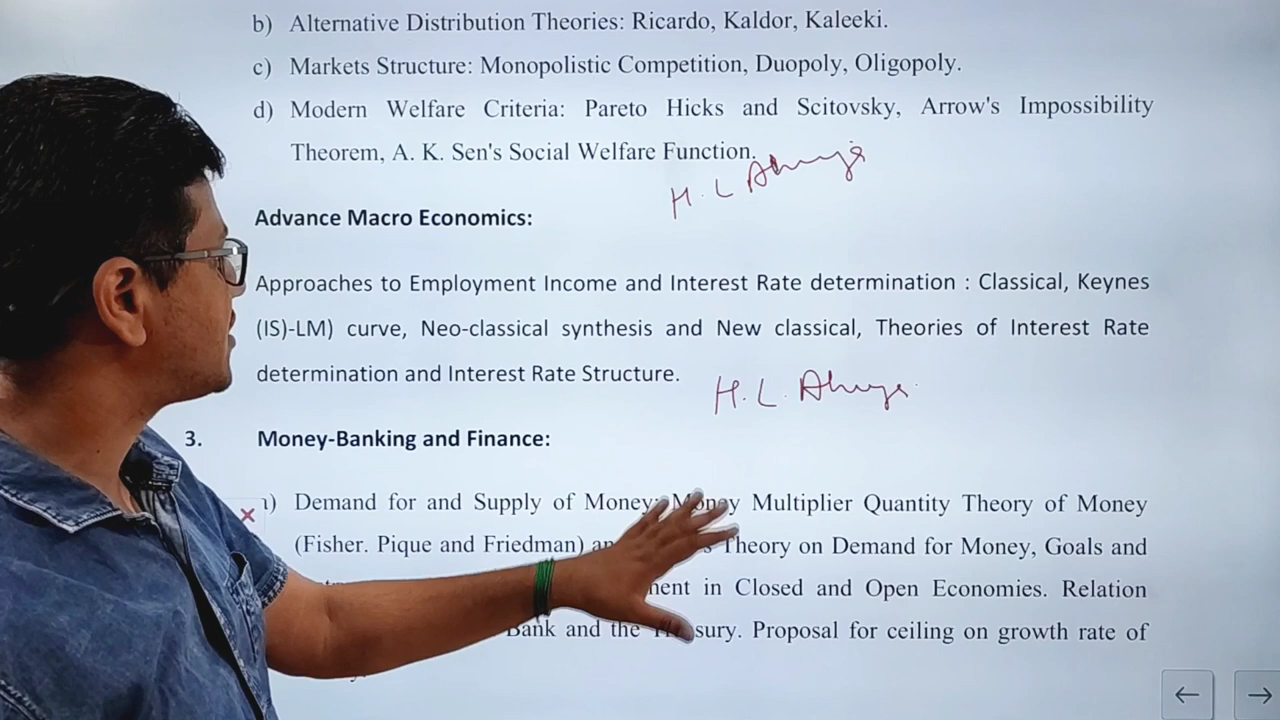 b) Alternative Distribution Theories: Ricardo, Kaldor, Kaleeki.
c) Markets Structure: Monopolistic Competition, Duopoly, Oligopoly.
d) Modern Welfare Criteria: Pareto Hicks and Scitovsky, Arrow's Impossibility
Theorem, A. K. Sen's Social Welfare Function.
H. L Ahuja
Advance Macro Economics:
Approaches to Employment Income and Interest Rate determination : Classical, Keynes
(IS)-LM) curve, Neo-classical synthesis and New classical, Theories of Interest Rate
determination and Interest Rate Structure.
H. L. Ahuja
3. Money-Banking and Finance:
Demand for and Supply of Money: Money Multiplier Quantity Theory of Money
(Fisher. Pique and Friedman) Theory on Demand for Money, Goals and
in Closed and Open Economies. Relation
Bank and the Proposal for ceiling on growth rate of